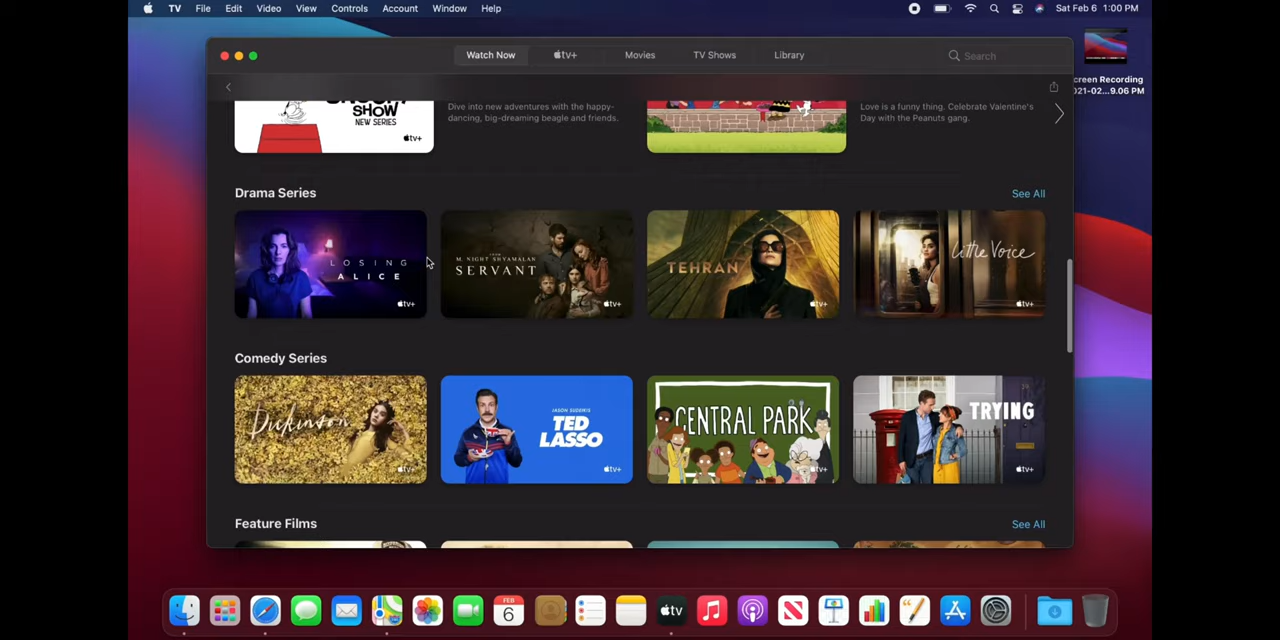 TV File Edit Video View Controls Account Window Help Sat Feb 6 1:00 PM
Watch Now tv+ Movies TV Shows Library Search
creen Recording
021-02...9.06 PM
SHOW
NEW SERIES
tv+
Dive into new adventures with the happy-
dancing, big-dreaming beagle and friends.
Love is a funny thing. Celebrate Valentine's
Day with the Peanuts gang.
Drama Series See All
LOSING
ALICE
tv+
M. NIGHT SHYAMALAN
SERVANT
tv+
TEHRAN
tv+
Little Voice
tv+
Comedy Series
Dickinson
tv+
JASON SUDEIKIS
TED
LASSO
tv+
CENTRAL PARK
tv+
TRYING
tv+
Feature Films See All
FEB
6
tv